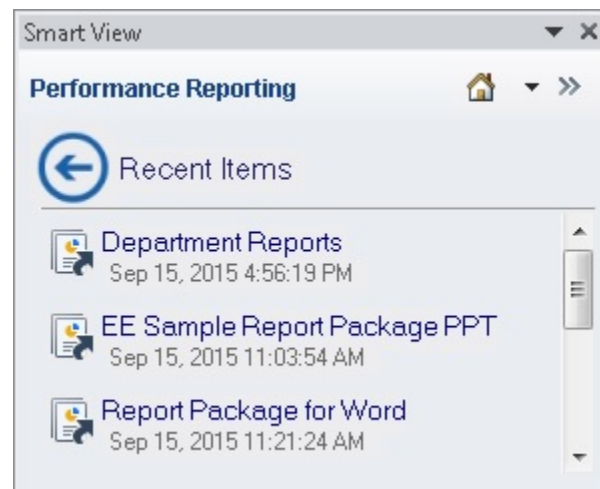 Smart View
Performance Reporting
Recent Items
Department Reports
Sep 15, 2015 4:56:19 PM
EE Sample Report Package PPT
Sep 15, 2015 11:03:54 AM
Report Package for Word
Sep 15, 2015 11:21:24 AM